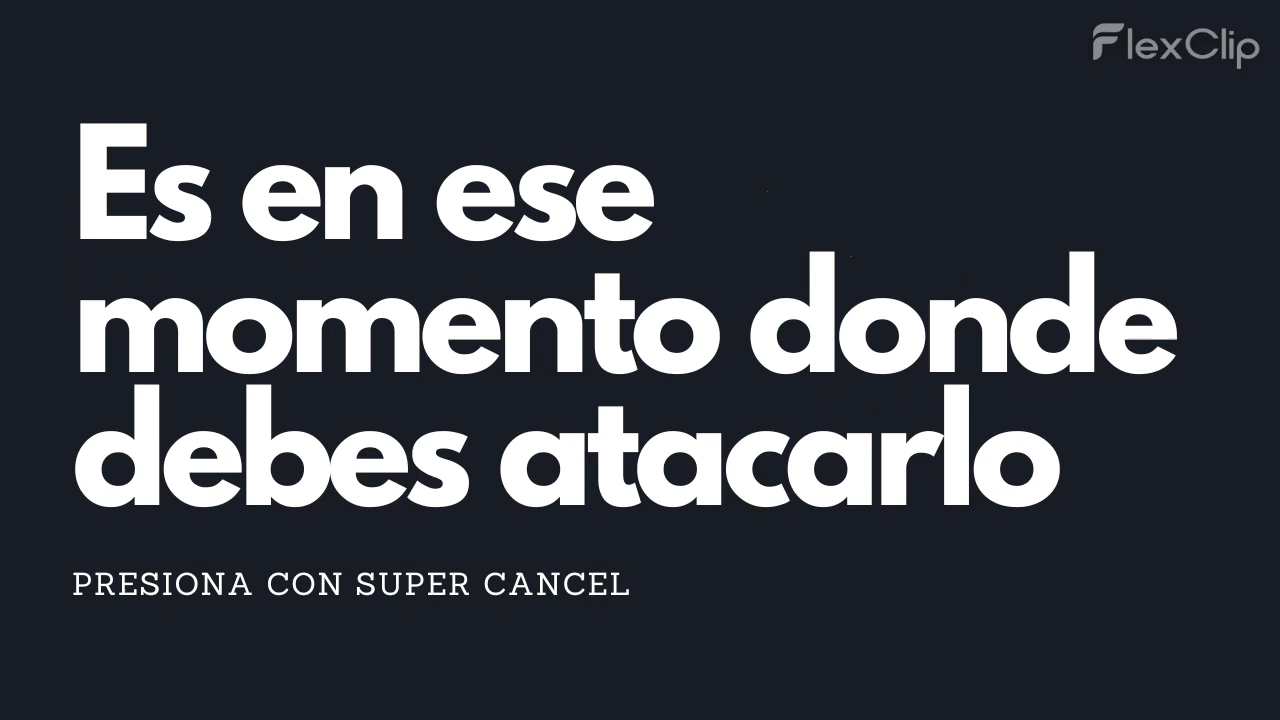 FlexClip
Es en ese
momento donde
debes atacarlo
PRESIONA CON SUPER CANCEL